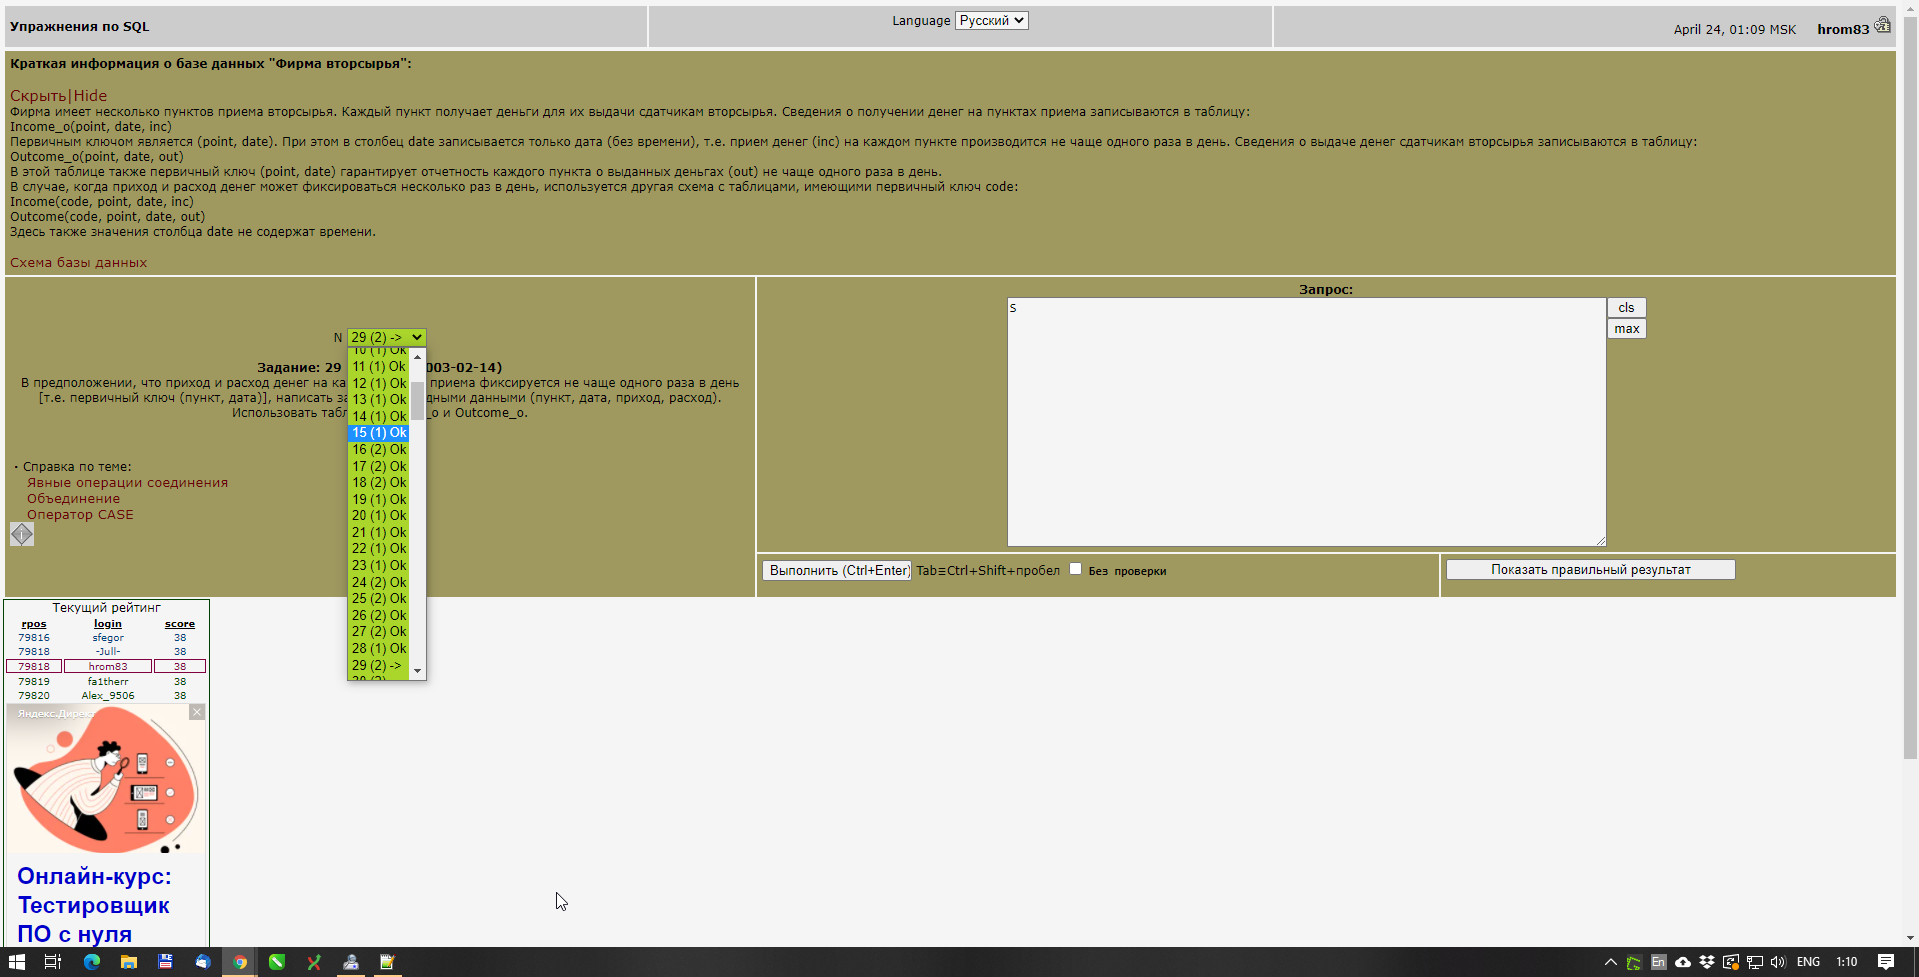 Упражнения по SQL
Language Русский
April 24, 01:09 MSK hrom83
Краткая информация о базе данных "Фирма вторсырья":
Скрыть|Hide
Фирма имеет несколько пунктов приема вторсырья. Каждый пункт получает деньги для их выдачи сдатчикам вторсырья. Сведения о получении денег на пунктах приема записываются в таблицу:
Income_o(point, date, inc)
Первичным ключом является (point, date). При этом в столбец date записывается только дата (без времени), т.е. прием денег (inc) на каждом пункте производится не чаще одного раза в день. Сведения о выдаче денег сдатчикам вторсырья записываются в таблицу:
Outcome_o(point, date, out)
В этой таблице также первичный ключ (point, date) гарантирует отчетность каждого пункта о выданных деньгах (out) не чаще одного раза в день.
В случае, когда приход и расход денег может фиксироваться несколько раз в день, используется другая схема с таблицами, имеющими первичный ключ code:
Income(code, point, date, inc)
Outcome(code, point, date, out)
Здесь также значения столбца date не содержат времени.
Схема базы данных
N 29 (2) ->
10 (1) Ok
11 (1) Ok
12 (1) Ok
13 (1) Ok
14 (1) Ok
15 (1) Ok
16 (2) Ok
17 (2) Ok
18 (2) Ok
19 (1) Ok
20 (1) Ok
21 (1) Ok
22 (1) Ok
23 (1) Ok
24 (2) Ok
25 (2) Ok
26 (2) Ok
27 (2) Ok
28 (1) Ok
29 (2) ->
30 (2)
Задание: 29 003-02-14)
В предположении, что приход и расход денег на ка приема фиксируется не чаще одного раза в день
[т.е. первичный ключ (пункт, дата)], написать за дными данными (пункт, дата, приход, расход).
Использовать табл _o и Outcome_o.
· Справка по теме:
Явные операции соединения
Объединение
Оператор CASE
Запрос:
S
cls
max
Выполнить (Ctrl+Enter) Tab≡Ctrl+Shift+пробел Без проверки
Показать правильный результат
Текущий рейтинг
rpos login score
79816 sfegor 38
79818 -Jull- 38
79818 hrom83 38
79819 fa1therr 38
79820 Alex_9506 38
Яндекс.Директ
Онлайн-курс:
Тестировщик
ПО с нуля
En ENG 1:10